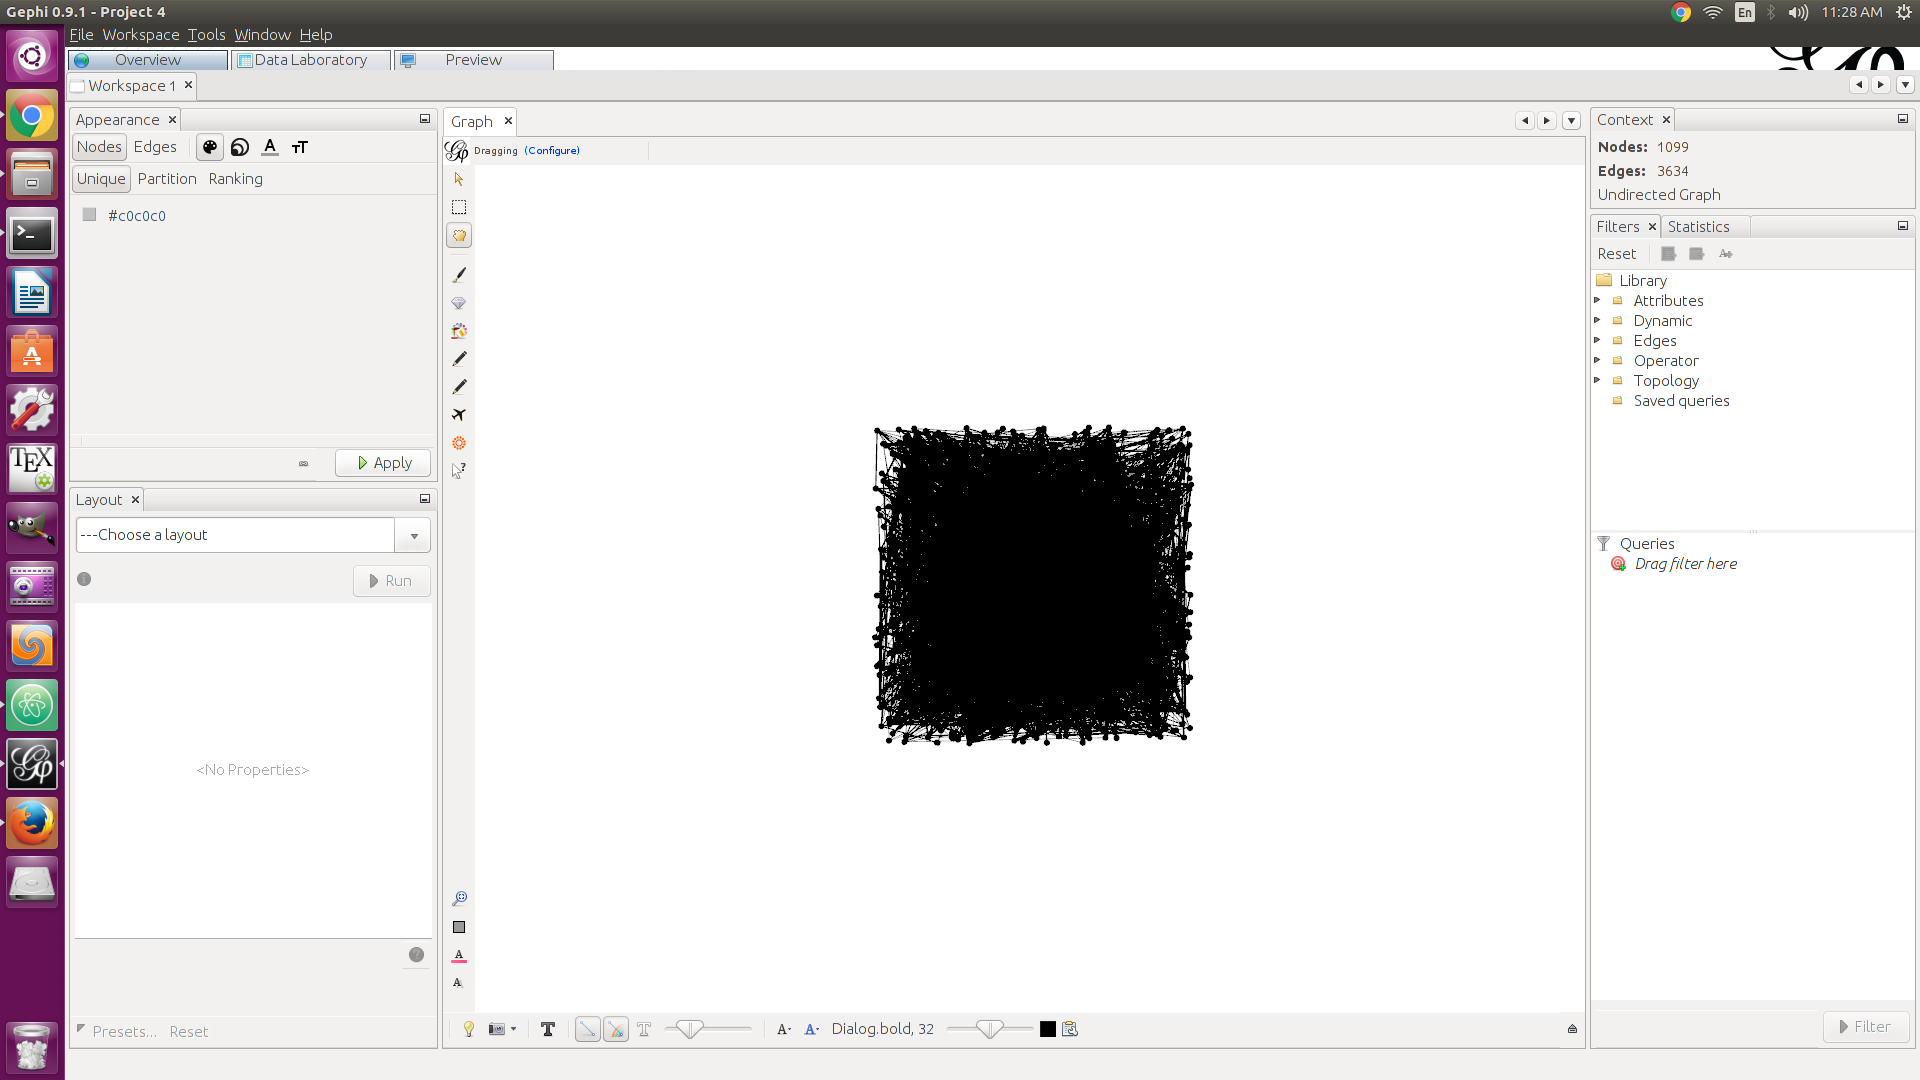 Gephi 0.9.1 - Project 4
En
11:28 AM
File Workspace Tools Window Help
Overview
Data Laboratory
Preview
Workspace 1
Appearance
Nodes Edges
Unique Partition Ranking
#c0c0c0
Apply
Layout
---Choose a layout
Run
<No Properties>
Presets... Reset
Graph
Dragging (Configure)
Dialog.bold, 32
Context
Nodes: 1099
Edges: 3634
Undirected Graph
Filters
Statistics
Reset
Library
Attributes
Dynamic
Edges
Operator
Topology
Saved queries
Queries
Drag filter here
Filter
TEX